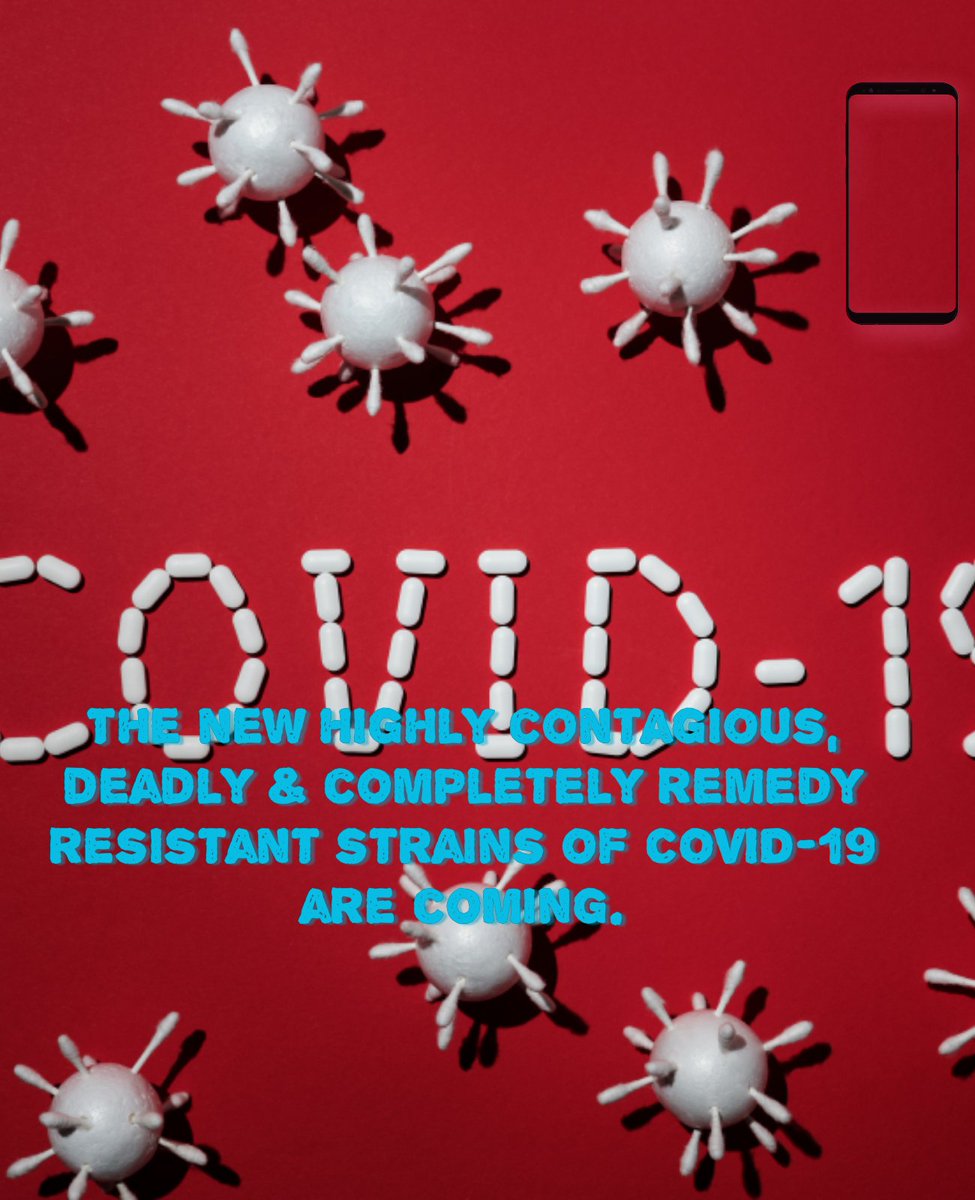 COVID-19
THE NEW HIGHLY CONTAGIOUS,
DEADLY & COMPLETELY REMEDY
RESISTANT STRAINS OF COVID-19
ARE COMING.